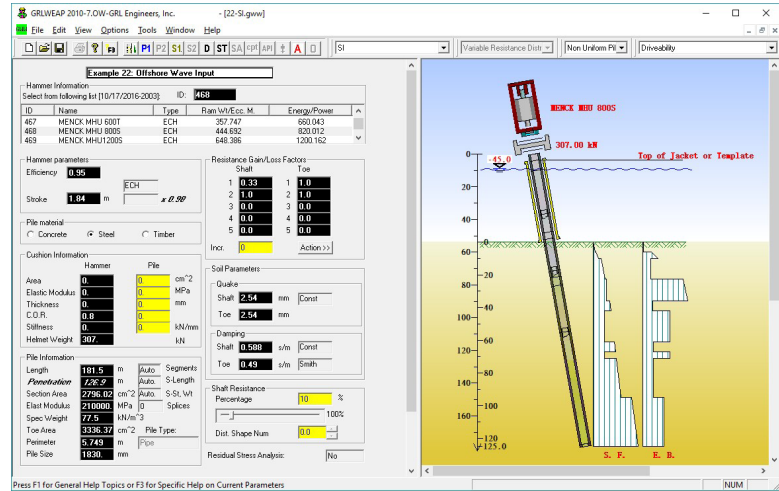 GRLWEAP 2010-7.OW-GRL Engineers, Inc. - [22-SI.gww]
File Edit View Options Tools Window Help
P1 P2 S1 S2 D ST SA cpt API A SI Variable Resistance Distr Non Uniform Pil Driveability
Example 22: Offshore Wave Input
Hammer Information
Select from following list [10/17/2016-2003]: ID: 468
ID Name Type Ram Wt/Ecc. M. Energy/Power
467 MENCK MHU 600T ECH 357.747 660.043
468 MENCK MHU 800S ECH 444.692 820.012
469 MENCK MHU1200S ECH 648.386 1200.162
Hammer parameters
Efficiency 0.95
ECH
Stroke 1.84 m x 0.90
Pile material
Concrete Steel Timber
Cushion Information
Hammer Pile
Area 0. 0. cm^2
Elastic Modulus 0. 0. MPa
Thickness 0. 0. mm
C.O.R. 0.8
Stiffness 0. 0. kN/mm
Helmet Weight 307. kN
Pile Information
Length 181.5 m Auto Segments
Penetration 126.9 m Auto. S-Length
Section Area 2796.02 cm^2 Auto. S-St, Wt
Elast Modulus 210000. MPa 0 Splices
Spec Weight 77.5 kN/m^3
Toe Area 3336.37 cm^2 Pile Type:
Perimeter 5.749 m Pipe
Pile Size 1830. mm
Resistance Gain/Loss Factors
Shaft Toe
1 0.33 1 1.0
2 1.0 2 1.0
3 0.0 3 0.0
4 0.0 4 0.0
5 0.0 5 0.0
Incr. 0 Action >>
Soil Parameters
Quake
Shaft 2.54 mm Const
Toe 2.54 mm
Damping
Shaft 0.588 s/m Const
Toe 0.49 s/m Smith
Shaft Resistance
Percentage 10 %
100%
Dist. Shape Num 0.0
Residual Stress Analysis: No
MENCK MHU 800S
307.00 kN
Top of Jacket or Template
0
-45.0
20
40
0
60
20
80
40
100
60
120
80
140
160
100
120
125.0
S. F. E. B.
Press F1 for General Help Topics or F3 for Specific Help on Current Parameters NUM